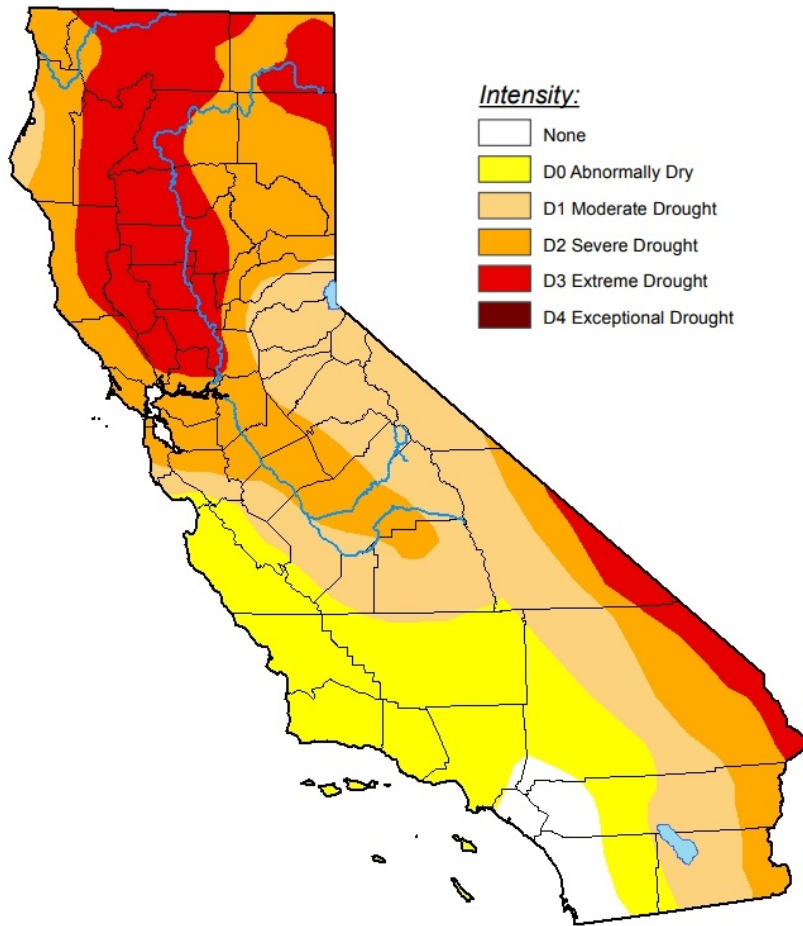 Intensity:
None
D0 Abnormally Dry
D1 Moderate Drought
D2 Severe Drought
D3 Extreme Drought
D4 Exceptional Drought